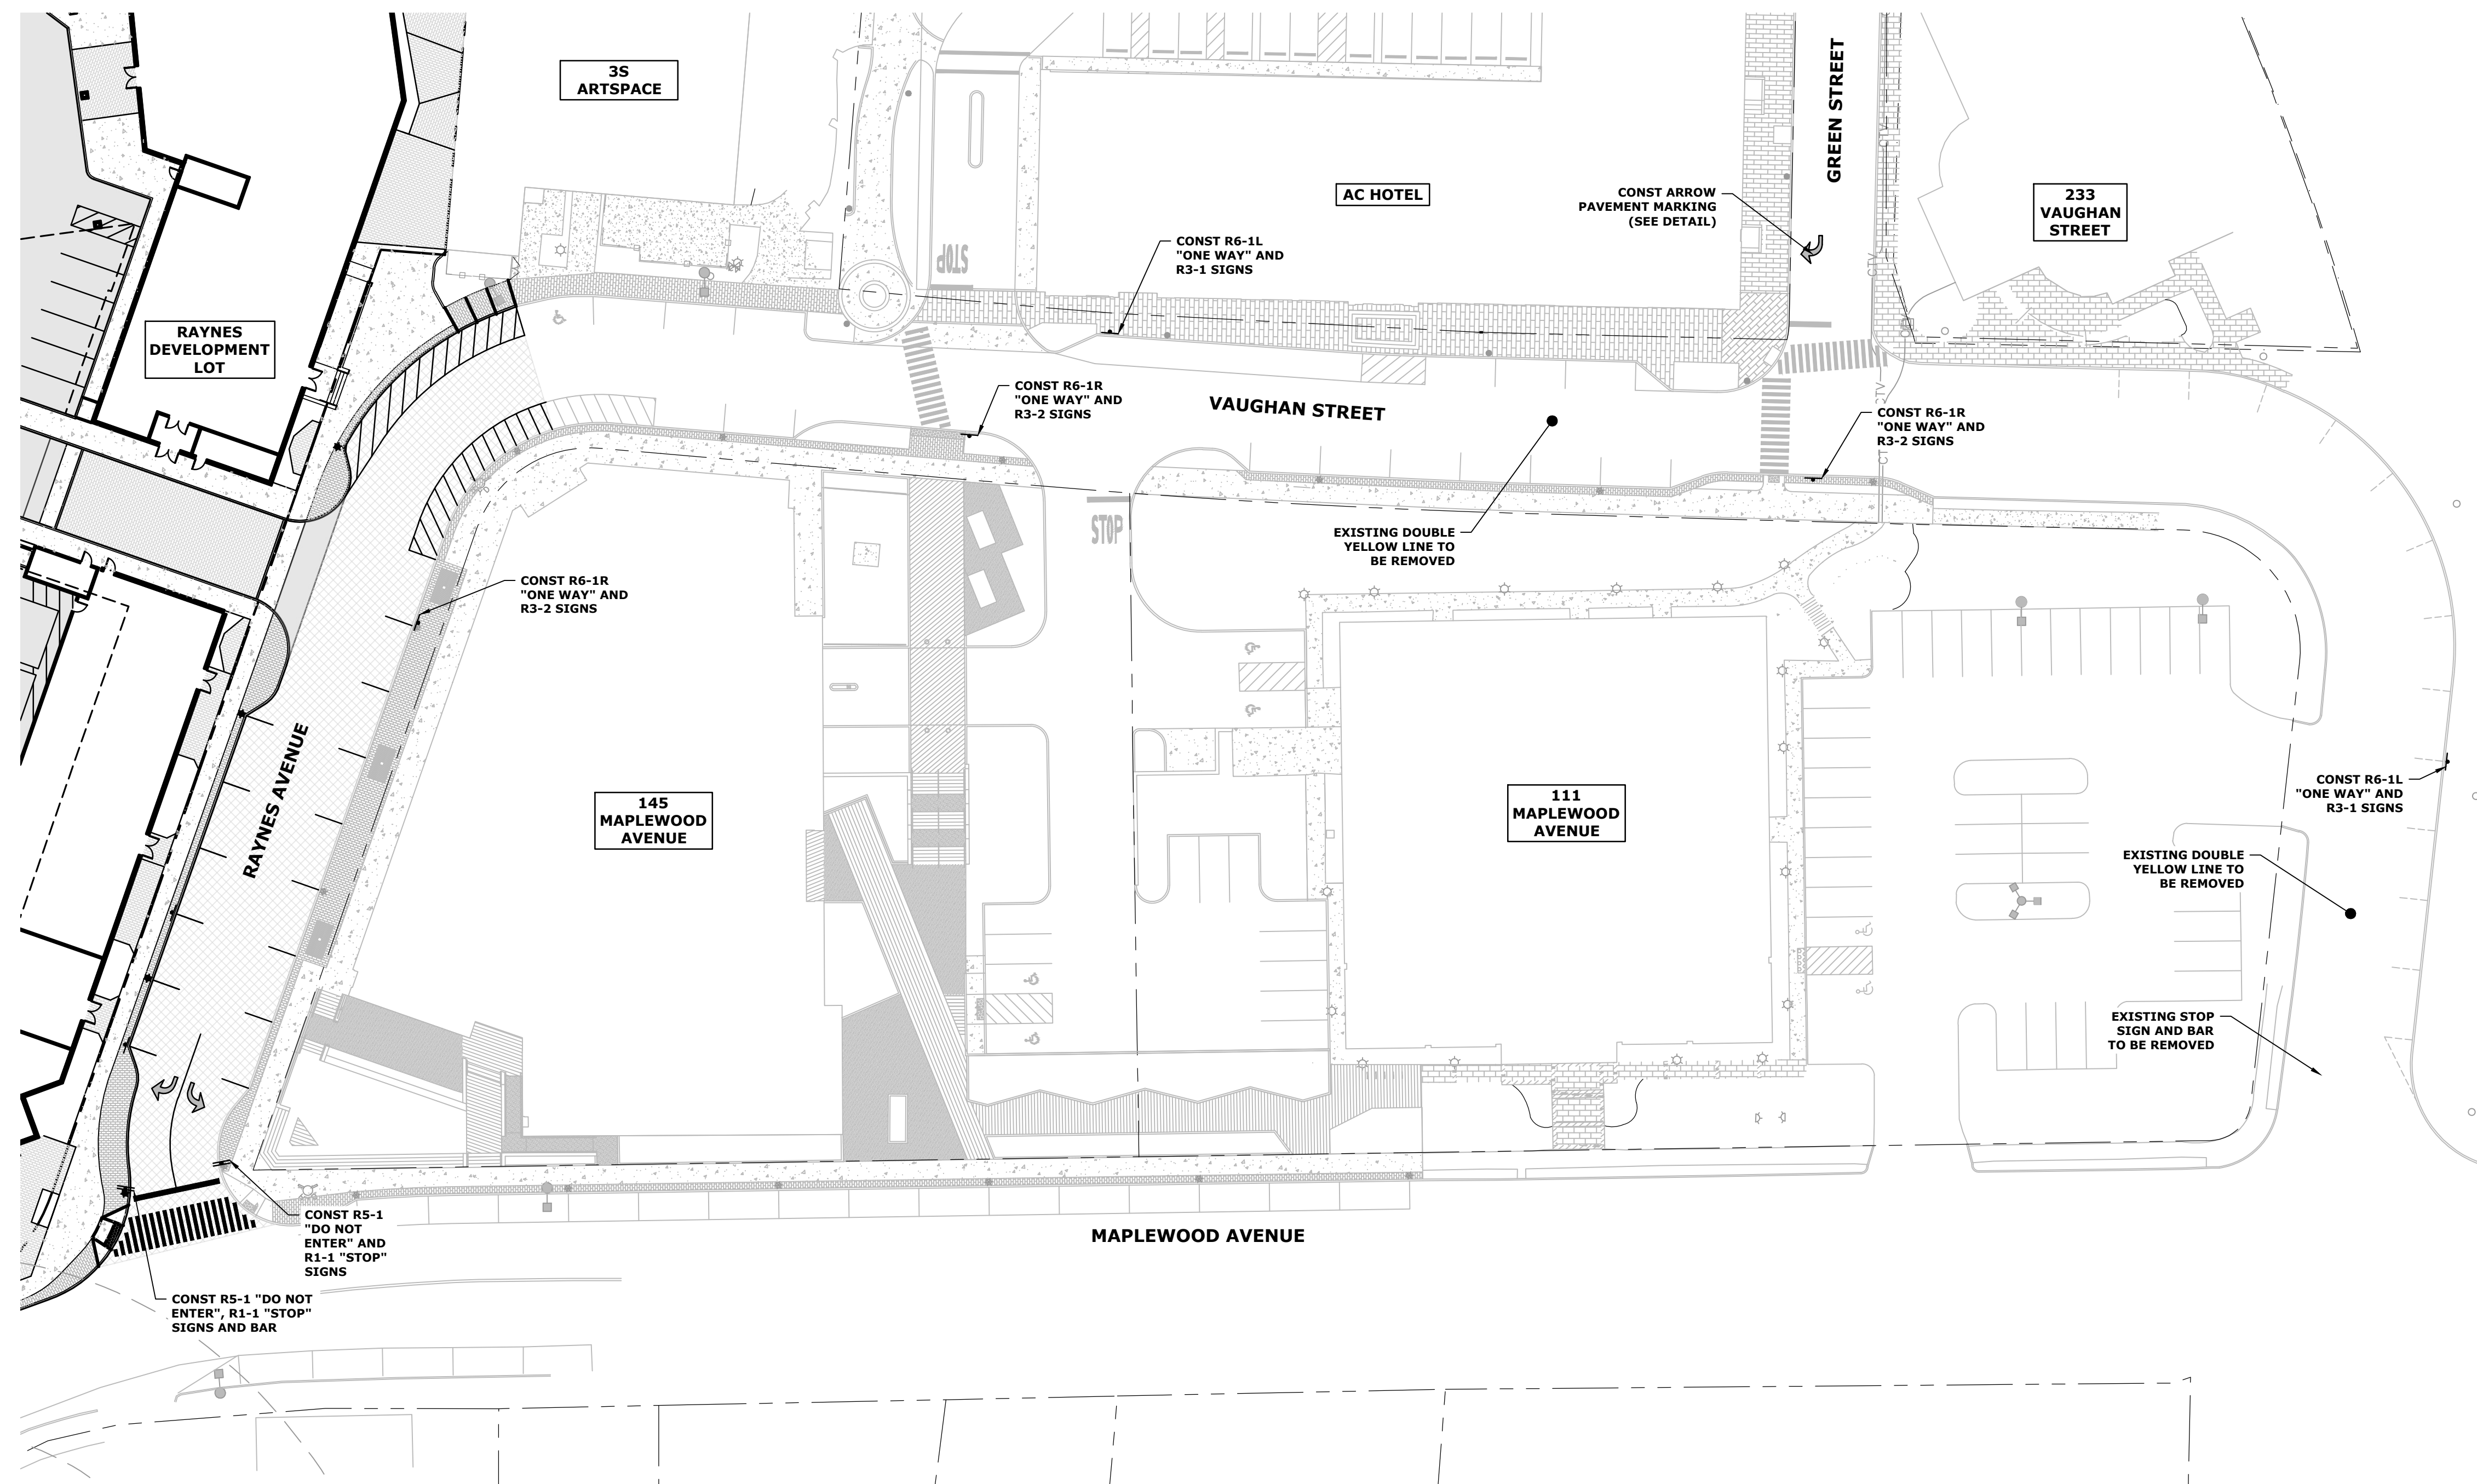 3S
ARTSPACE
GREEN STREET
AC HOTEL
CONST ARROW
PAVEMENT MARKING
(SEE DETAIL)
233
VAUGHAN
STREET
STOP
CONST R6-1L
"ONE WAY" AND
R3-1 SIGNS
CTV
RAYNES
DEVELOPMENT
LOT
CONST R6-1R
"ONE WAY" AND
R3-2 SIGNS
VAUGHAN STREET
CTV
CONST R6-1R
"ONE WAY" AND
R3-2 SIGNS
STOP
EXISTING DOUBLE
YELLOW LINE TO
BE REMOVED
CONST R6-1R
"ONE WAY" AND
R3-2 SIGNS
RAYNES AVENUE
145
MAPLEWOOD
AVENUE
111
MAPLEWOOD
AVENUE
CONST R6-1L
"ONE WAY" AND
R3-1 SIGNS
EXISTING DOUBLE
YELLOW LINE TO
BE REMOVED
EXISTING STOP
SIGN AND BAR
TO BE REMOVED
CONST R5-1
"DO NOT
ENTER" AND
R1-1 "STOP"
SIGNS
MAPLEWOOD AVENUE
CONST R5-1 "DO NOT
ENTER", R1-1 "STOP"
SIGNS AND BAR